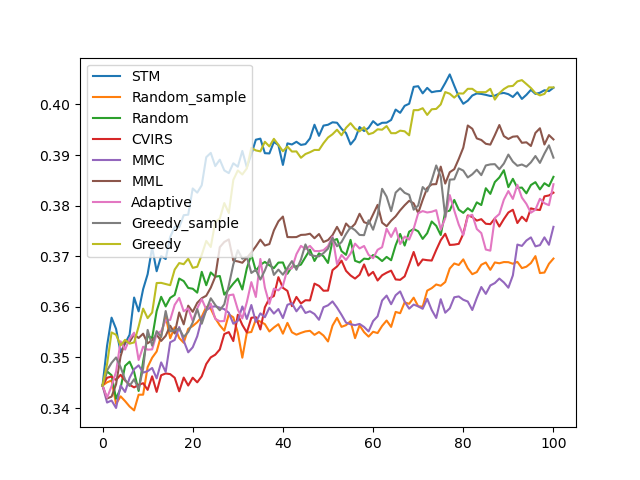 STM
Random_sample
Random
CVIRS
MMC
MML
Adaptive
Greedy_sample
Greedy
0.40
0.39
0.38
0.37
0.36
0.35
0.34
0 20 40 60 80 100